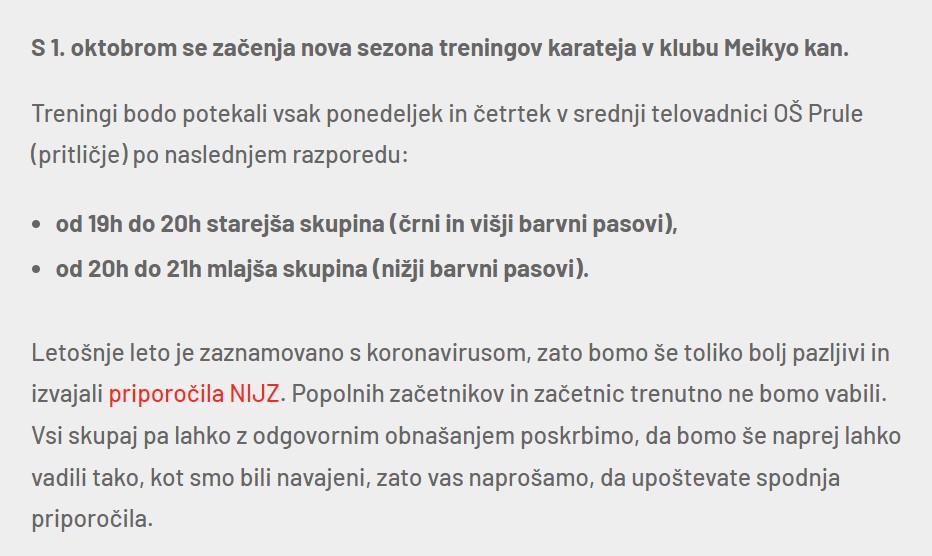 S 1. oktobrom se začenja nova sezona treningov karateja v klubu Meikyo kan.
Treningi bodo potekali vsak ponedeljek in četrtek v srednji telovadnici OŠ Prule
(pritličje) po naslednjem razporedu:
• od 19h do 20h starejša skupina (črni in višji barvni pasovi),
• od 20h do 21h mlajša skupina (nižji barvni pasovi).
Letošnje leto je zaznamovano s koronavirusom, zato bomo še toliko bolj pazljivi in
izvajali priporočila NIJZ. Popolnih začetnikov in začetnic trenutno ne bomo vabili.
Vsi skupaj pa lahko z odgovornim obnašanjem poskrbimo, da bomo še naprej lahko
vadili tako, kot smo bili navajeni, zato vas naprošamo, da upoštevate spodnja
priporočila.